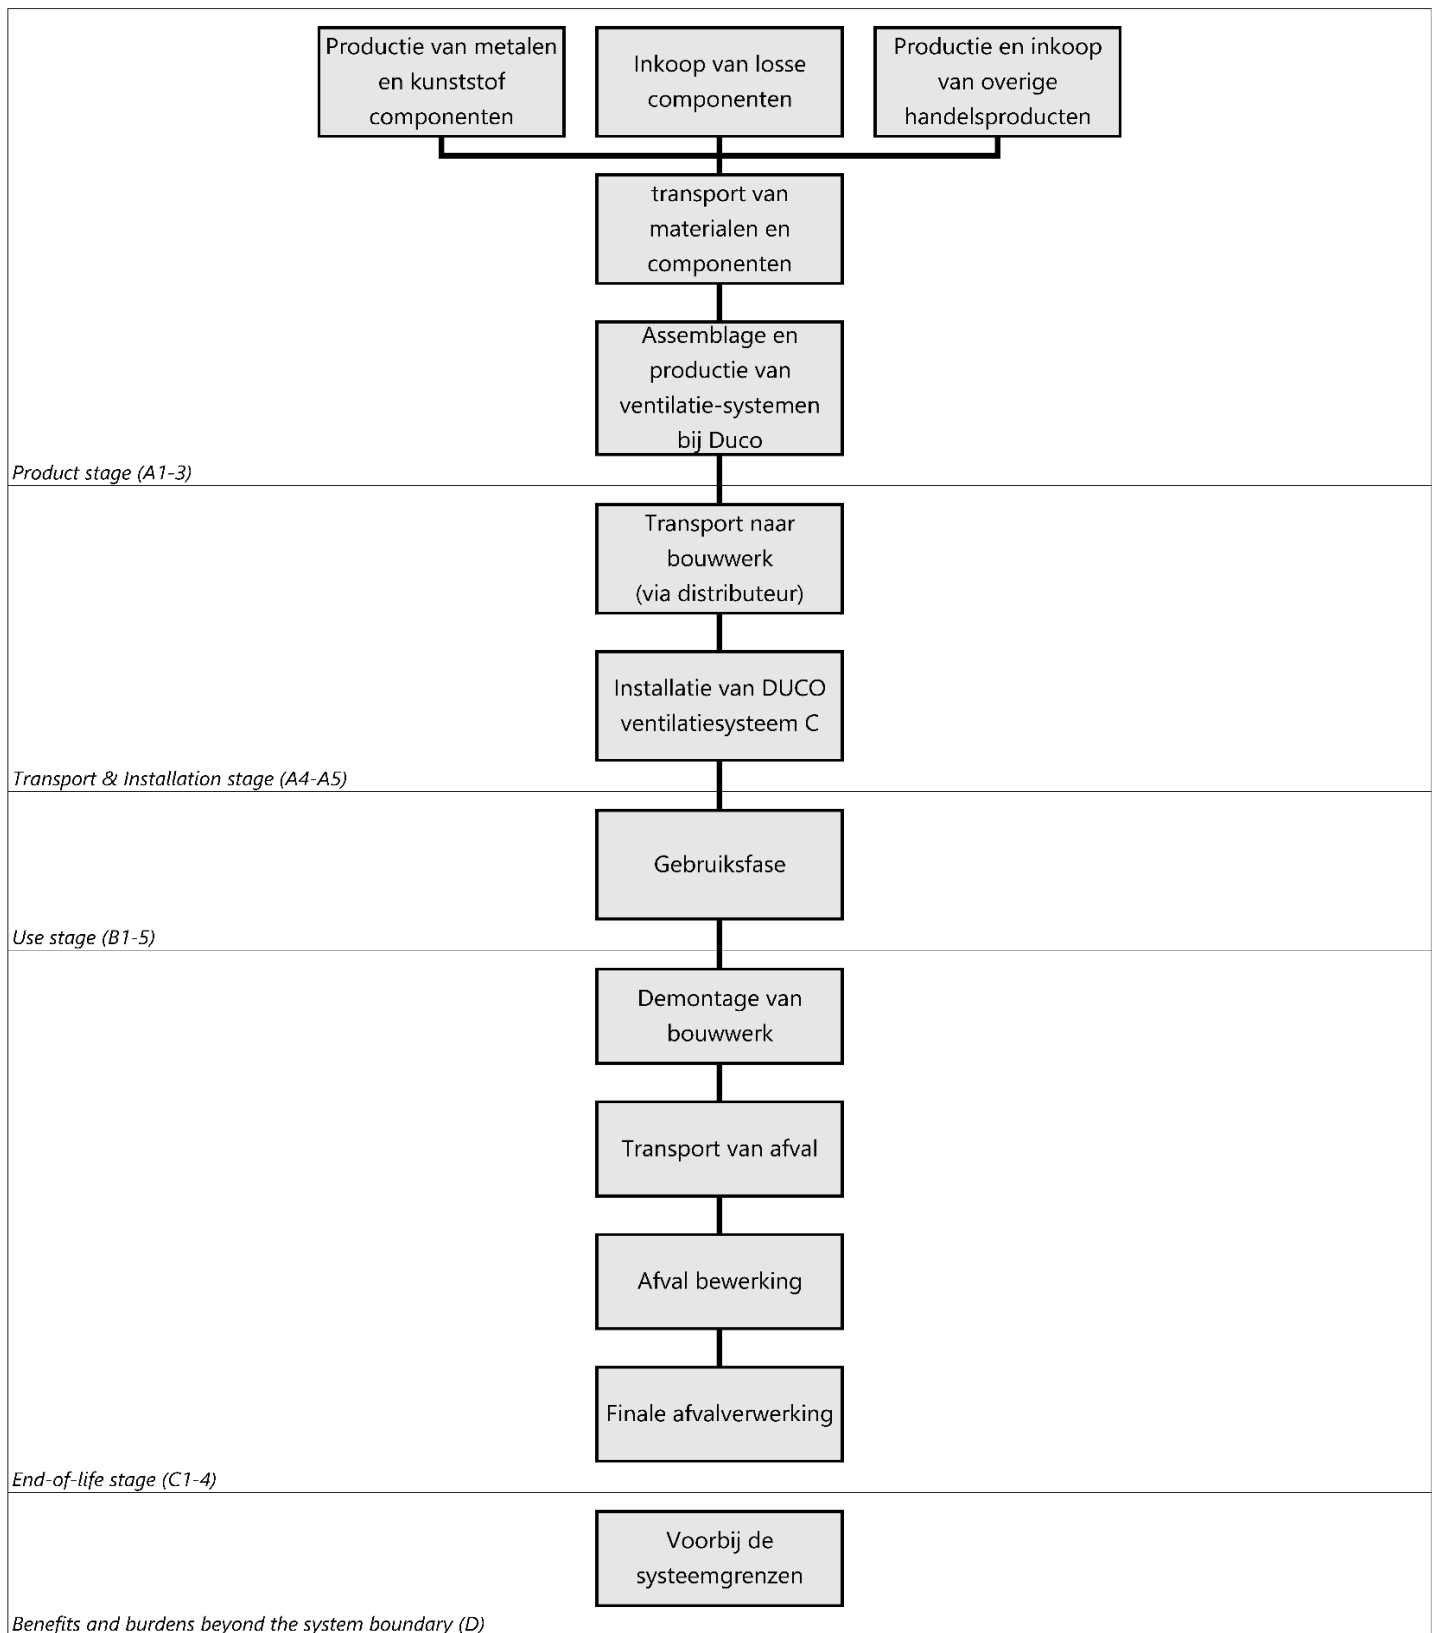 Productie van metalen
en kunststof
componenten
Inkoop van losse
componenten
Productie en inkoop
van overige
handelsproducten
transport van
materialen en
componenten
Assemblage en
productie van
ventilatie-systemen
bij Duco
Product stage (A1-3)
Transport naar
bouwwerk
(via distributeur)
Installatie van DUCO
ventilatiesysteem C
Transport & Installation stage (A4-A5)
Gebruiksfase
Use stage (B1-5)
Demontage van
bouwwerk
Transport van afval
Afval bewerking
Finale afvalverwerking
End-of-life stage (C1-4)
Voorbij de
systeemgrenzen
Benefits and burdens beyond the system boundary (D)